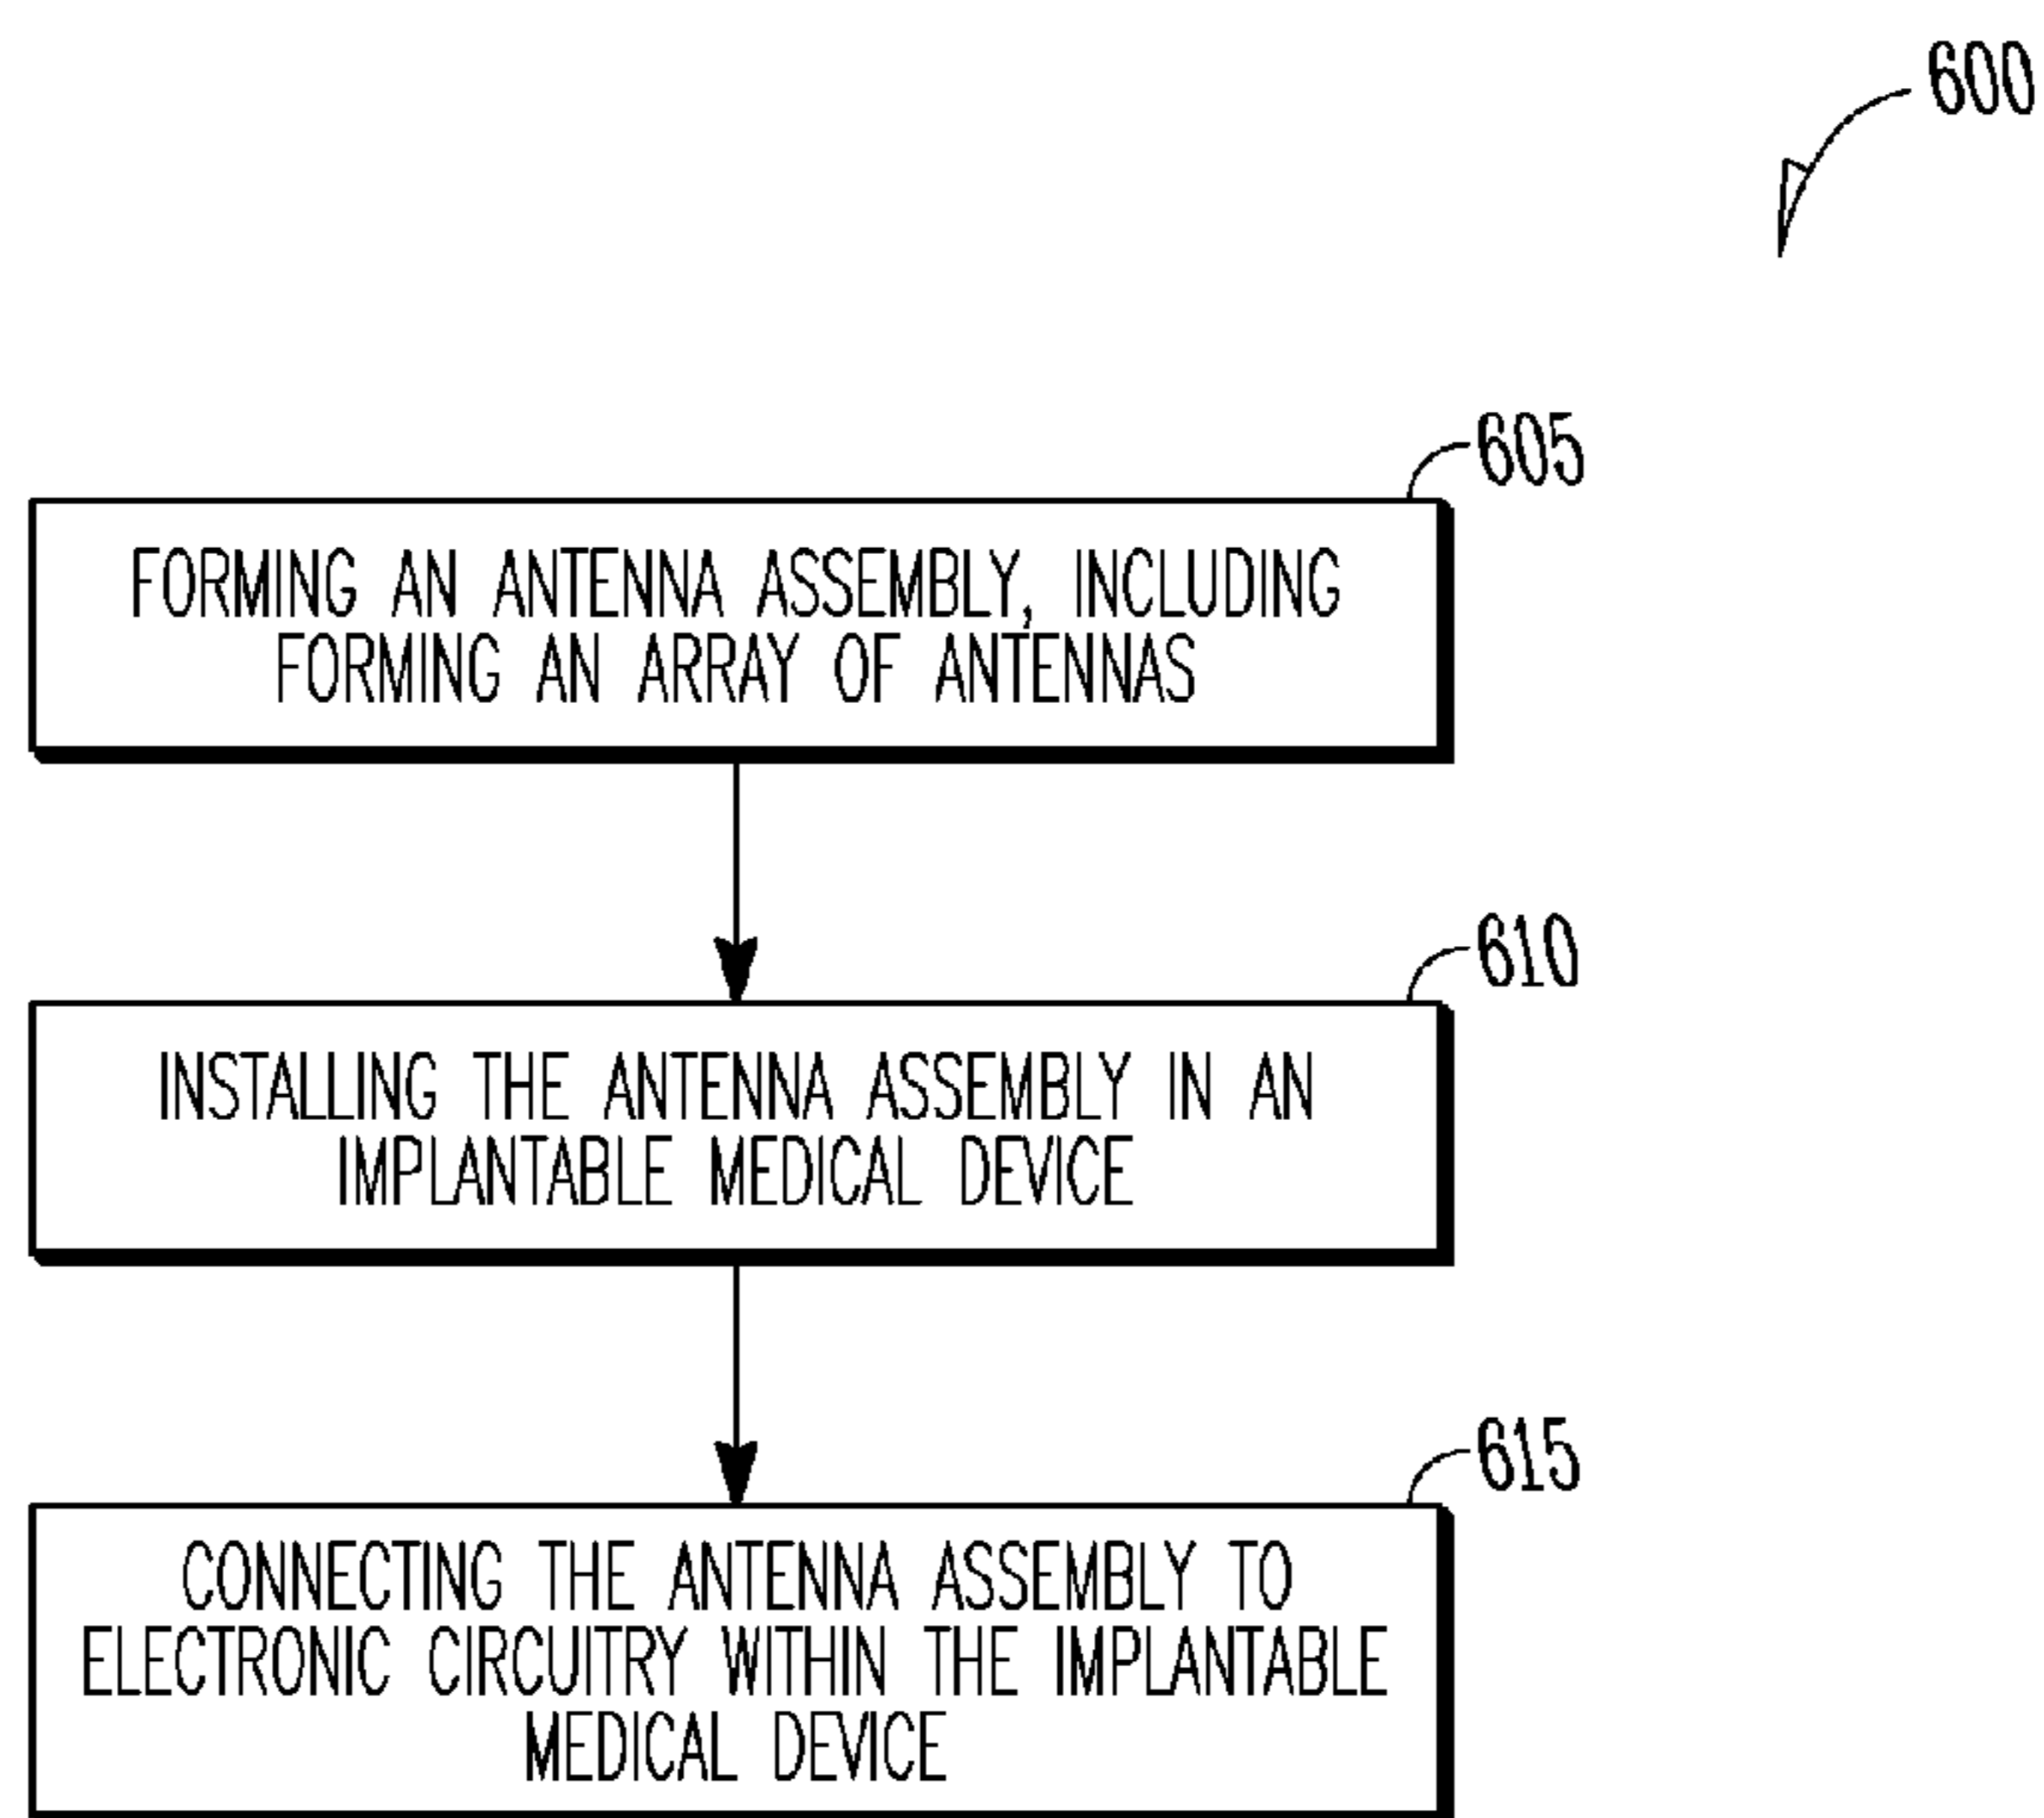 600
605
FORMING AN ANTENNA ASSEMBLY, INCLUDING
FORMING AN ARRAY OF ANTENNAS
610
INSTALLING THE ANTENNA ASSEMBLY IN AN
IMPLANTABLE MEDICAL DEVICE
615
CONNECTING THE ANTENNA ASSEMBLY TO
ELECTRONIC CIRCUITRY WITHIN THE IMPLANTABLE
MEDICAL DEVICE